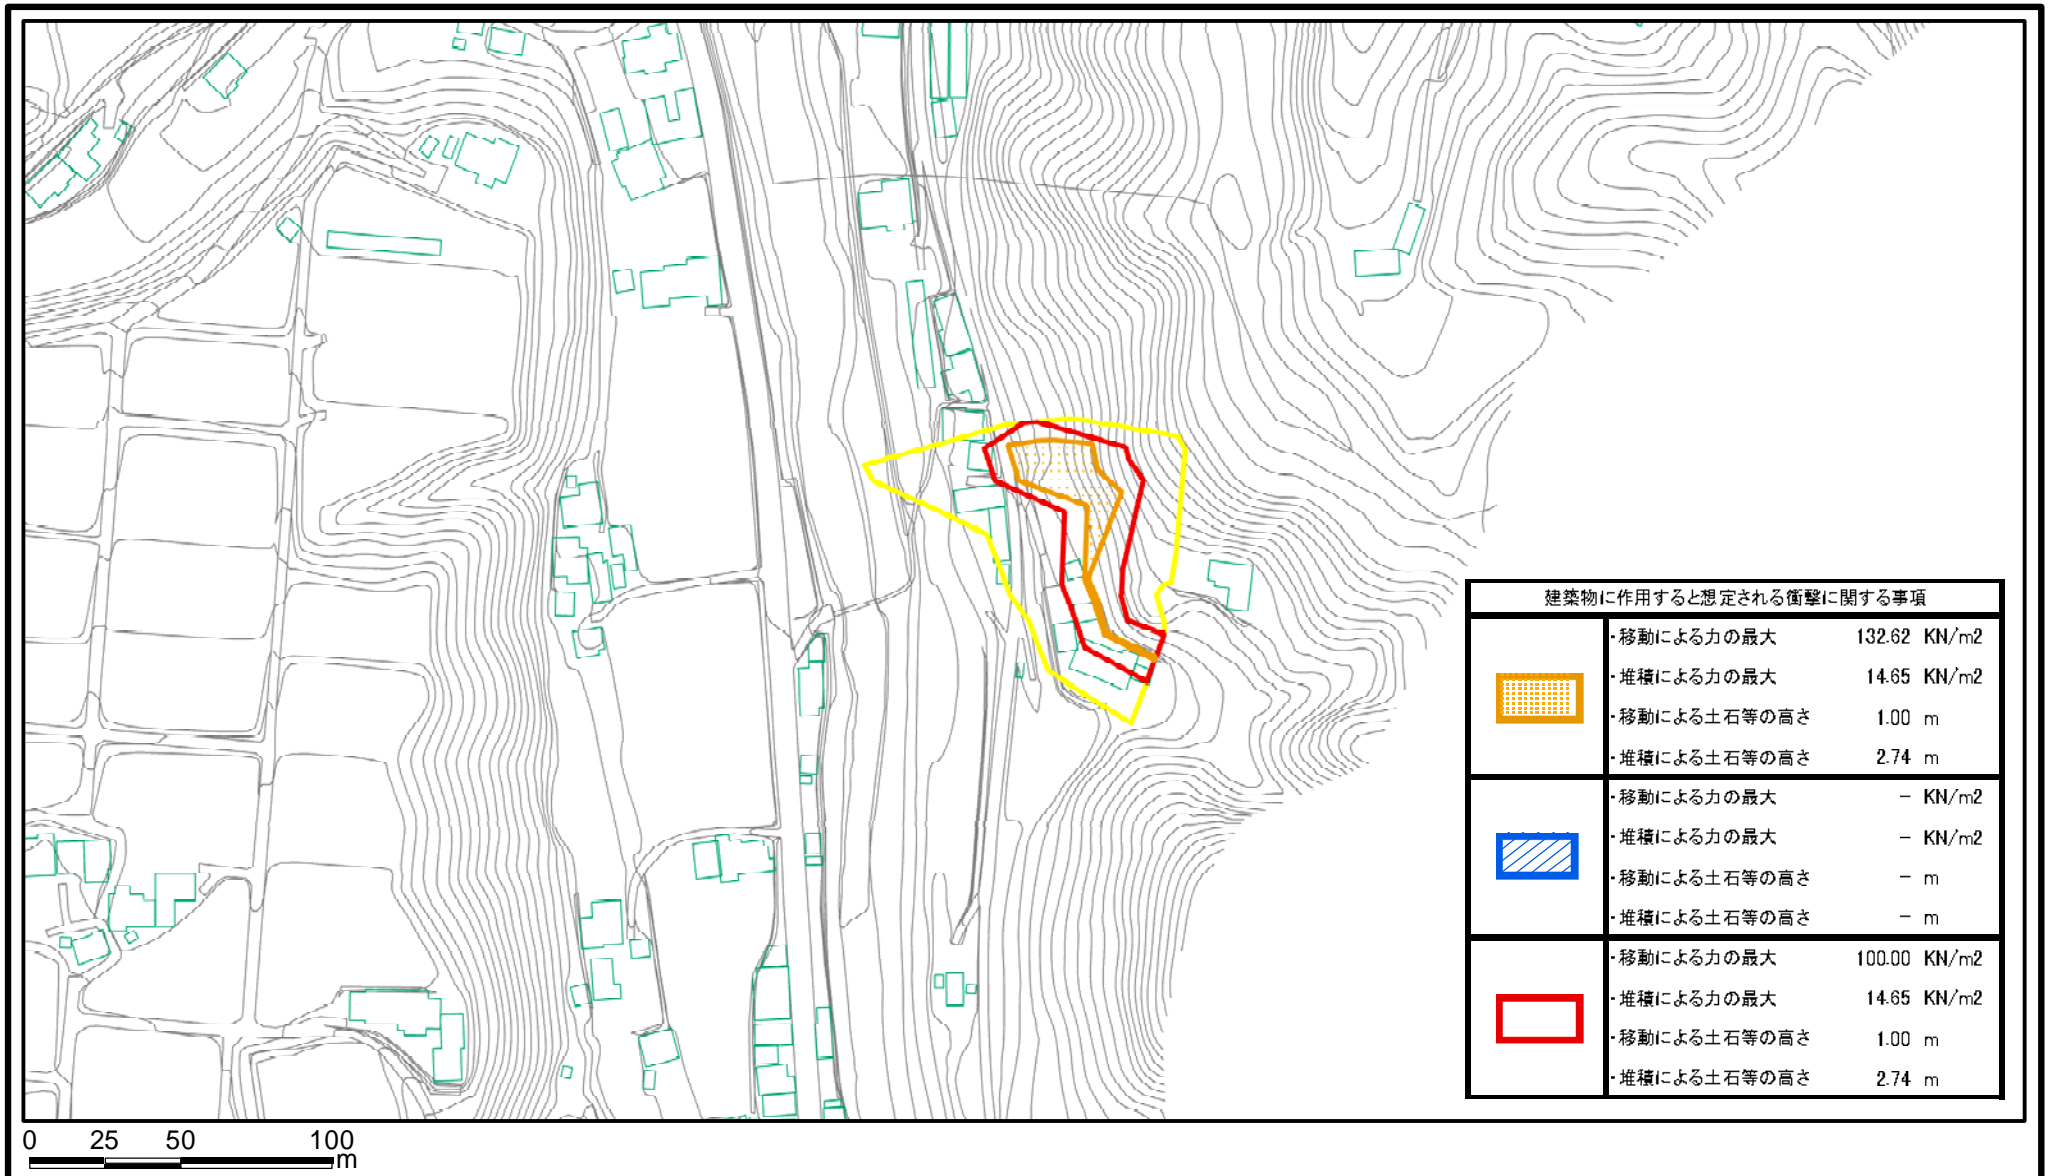 建築物に作用すると想定される衝撃に関する事項
・移動による力の最大 132.62 KN/m2
・堆積による力の最大 14.65 KN/m2
・移動による土石等の高さ 1.00 m
・堆積による土石等の高さ 2.74 m
・移動による力の最大 − KN/m2
・堆積による力の最大 − KN/m2
・移動による土石等の高さ − m
・堆積による土石等の高さ − m
・移動による力の最大 100.00 KN/m2
・堆積による力の最大 14.65 KN/m2
・移動による土石等の高さ 1.00 m
・堆積による土石等の高さ 2.74 m
0 25 50 100
m